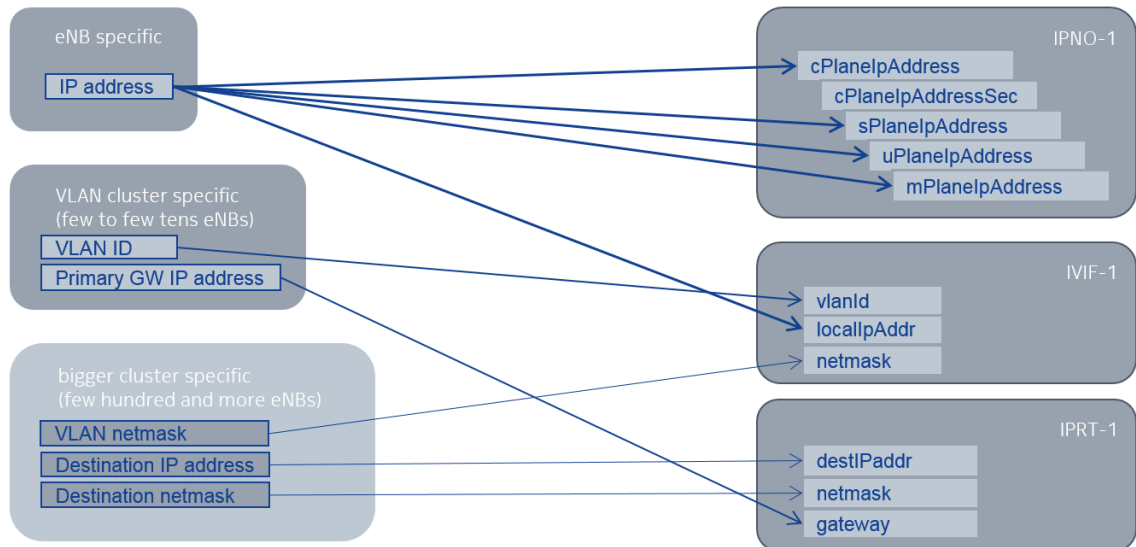 eNB specific
IP address
VLAN cluster specific
(few to few tens eNBs)
VLAN ID
Primary GW IP address
bigger cluster specific
(few hundred and more eNBs)
VLAN netmask
Destination IP address
Destination netmask
IPNO-1
cPlaneIpAddress
cPlaneIpAddressSec
sPlaneIpAddress
uPlaneIpAddress
mPlaneIpAddress
IVIF-1
vlanId
localIpAddr
netmask
IPRT-1
destIPaddr
netmask
gateway